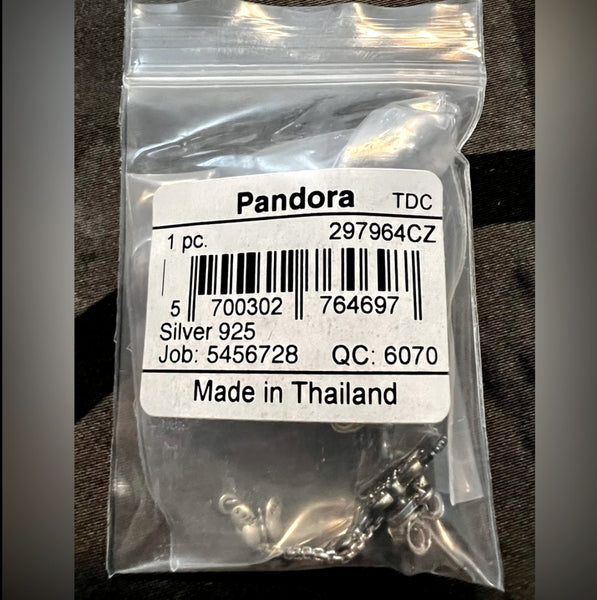 Pandora TDC
1 pc. 297964CZ
5 700302 764697
Silver 925
Job: 5456728 QC: 6070
Made in Thailand